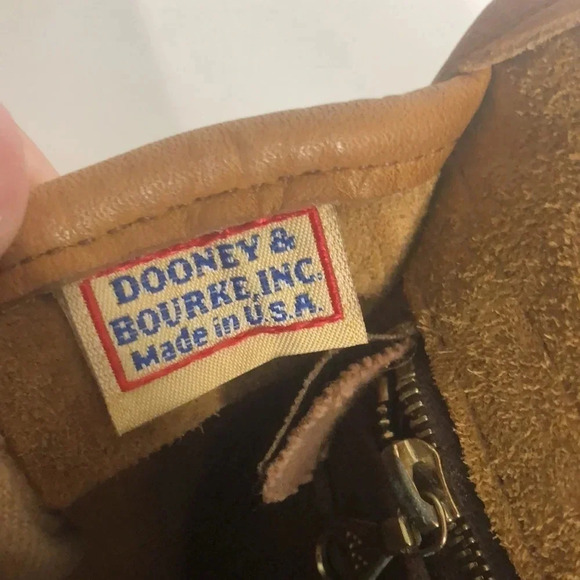 DOONEY &
BOURKE, INC.
Made in U.S.A.